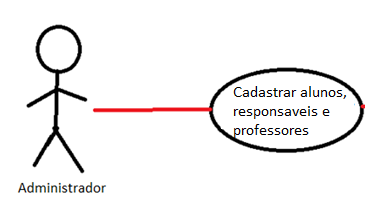 Cadastrar alunos,
responsaveis e
professores
Administrador